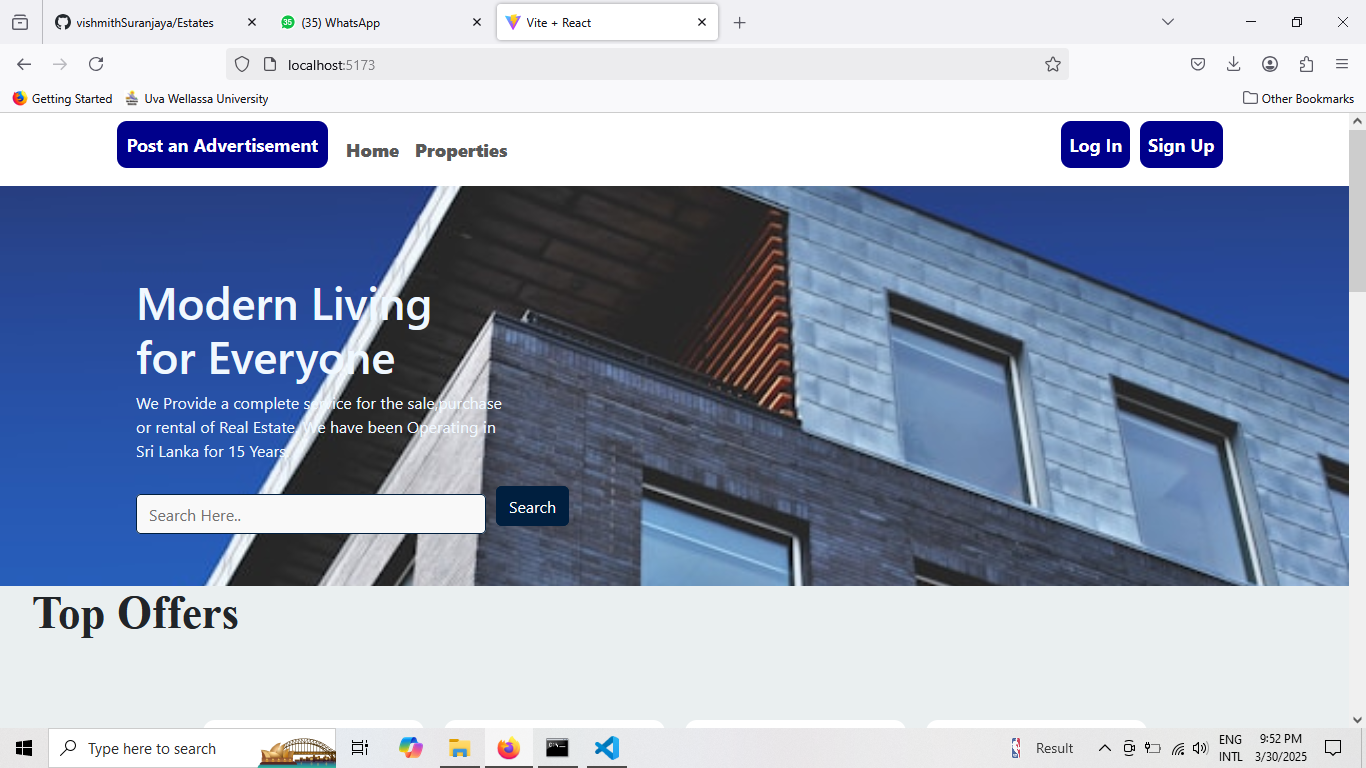 vishmithSuranjaya/Estates
35 (35) WhatsApp
Vite + React
localhost:5173
Getting Started
Uva Wellassa University
Other Bookmarks
Post an Advertisement
Home
Properties
Log In
Sign Up
Modern Living
for Everyone
We Provide a complete service for the sale,purchase
or rental of Real Estate. We have been Operating in
Sri Lanka for 15 Years.
Search Here..
Search
Top Offers
Type here to search
Result
ENG
INTL
9:52 PM
3/30/2025